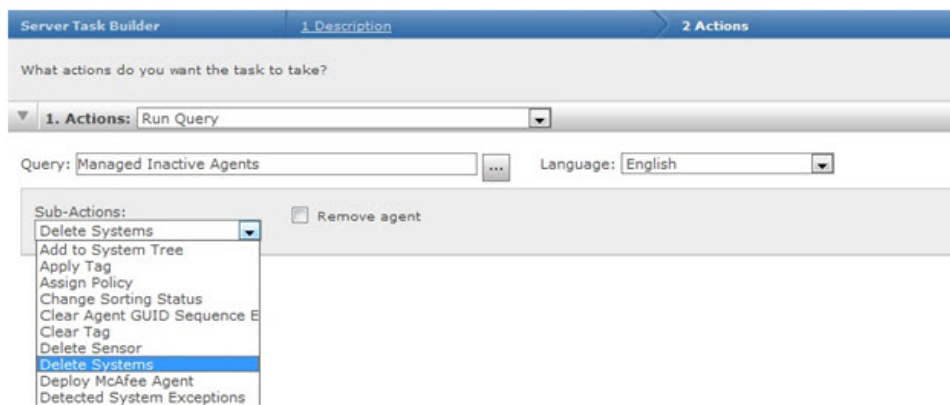 Server Task Builder 1 Description 2 Actions
What actions do you want the task to take?
1. Actions: Run Query
Query: Managed Inactive Agents ... Language: English
Sub-Actions:
Delete Systems Remove agent
Add to System Tree
Apply Tag
Assign Policy
Change Sorting Status
Clear Agent GUID Sequence E
Clear Tag
Delete Sensor
Delete Systems
Deploy McAfee Agent
Detected System Exceptions